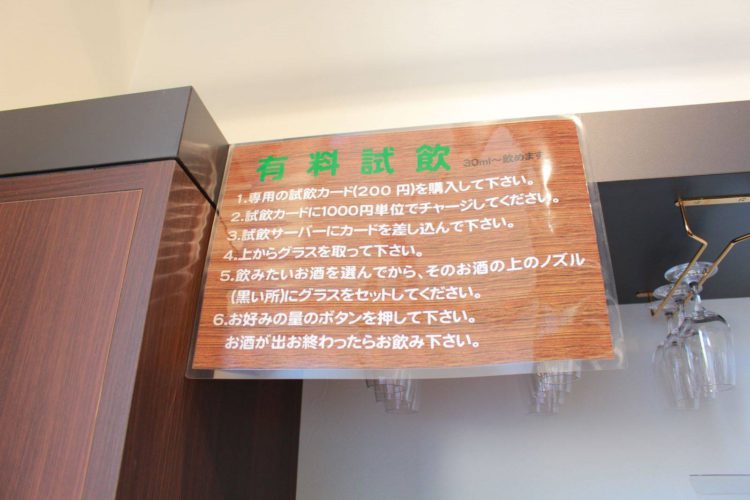 有料試飲 30ml～飲めます
1.専用の試飲カード(200 円)を購入して下さい。
2.試飲カードに1000円単位でチャージしてください。
3.試飲サーバーにカードを差し込んで下さい。
4.上からグラスを取って下さい。
5.飲みたいお酒を選んでから、そのお酒の上のノズル
(黒い所)にグラスをセットしてください。
6.お好みの量のボタンを押して下さい。
お酒が出お終わったらお飲み下さい。